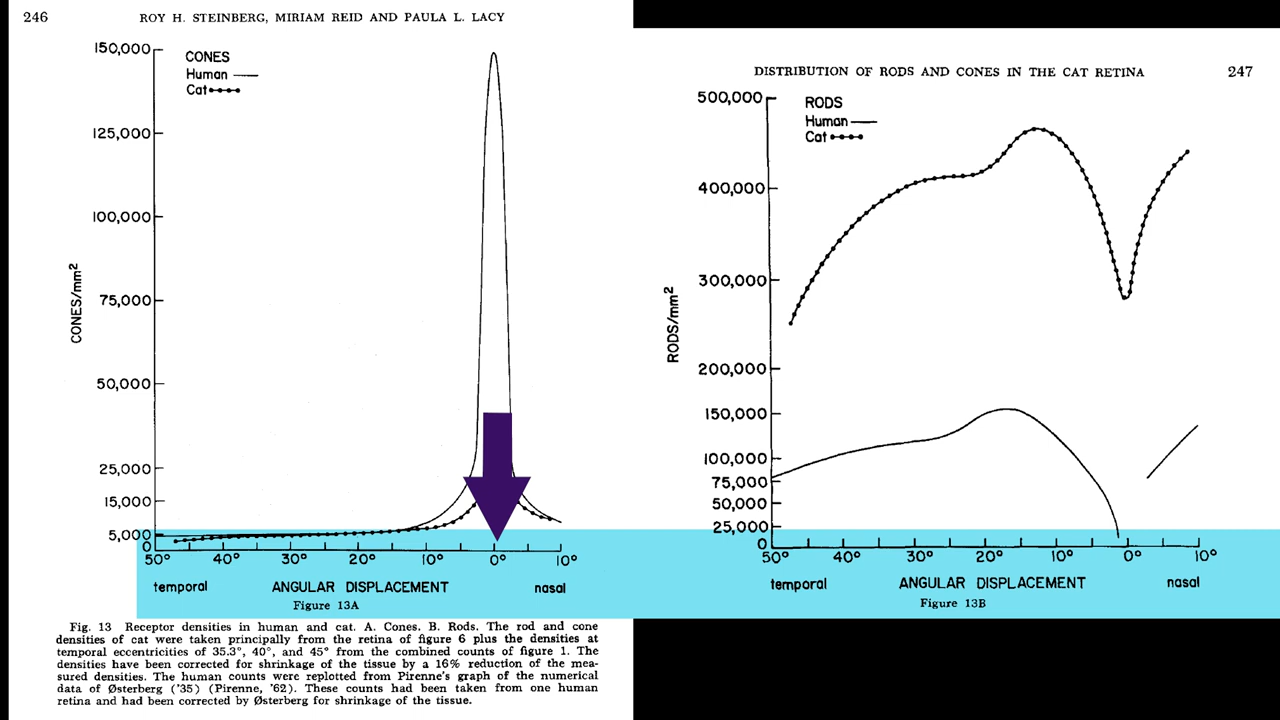 246
ROY H. STEINBERG, MIRIAM REID AND PAULA L. LACY
150,000
CONES
Human
Cat
125,000
100,000
CONES/mm²
75,000
50,000
25,000
15,000
5,000
0
50° 40° 30° 20° 10° 0° 10°
temporal ANGULAR DISPLACEMENT nasal
Figure 13A
Fig. 13 Receptor densities in human and cat. A. Cones. B. Rods. The rod and cone
densities of cat were taken principally from the retina of figure 6 plus the densities at
temporal eccentricities of 35.3°, 40°, and 45° from the combined counts of figure 1. The
densities have been corrected for shrinkage of the tissue by a 16% reduction of the mea-
sured densities. The human counts were replotted from Pirenne's graph of the numerical
data of Østerberg ('35) (Pirenne, '62). These counts had been taken from one human
retina and had been corrected by Østerberg for shrinkage of the tissue.
DISTRIBUTION OF RODS AND CONES IN THE CAT RETINA 247
500,000
RODS
Human
Cat
400,000
300,000
RODS/mm²
200,000
150,000
100,000
75,000
50,000
25,000
0
50° 40° 30° 20° 10° 0° 10°
temporal ANGULAR DISPLACEMENT nasal
Figure 13B